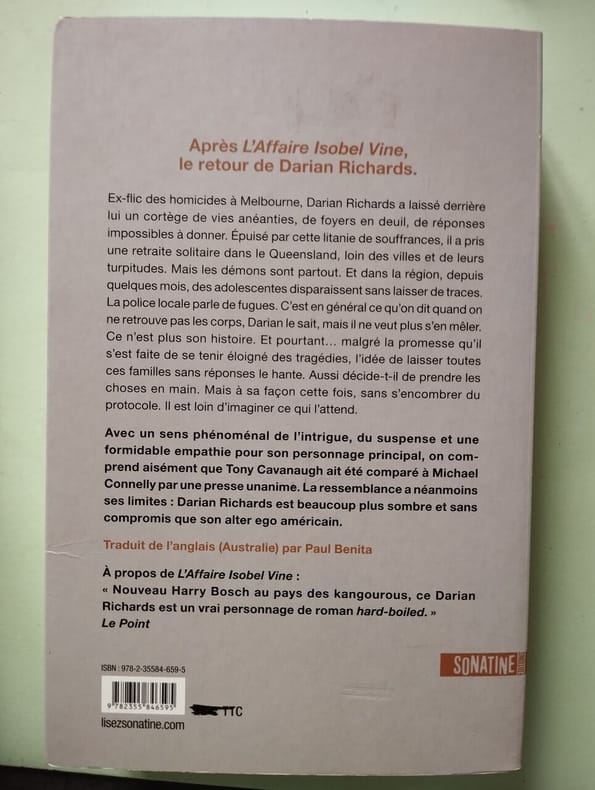 Après L'Affaire Isobel Vine,
le retour de Darian Richards.
Ex-flic des homicides à Melbourne, Darian Richards a laissé derrière
lui un cortège de vies anéanties, de foyers en deuil, de réponses
impossibles à donner. Épuisé par cette litanie de souffrances, il a pris
une retraite solitaire dans le Queensland, loin des villes et de leurs
turpitudes. Mais les démons sont partout. Et dans la région, depuis
quelques mois, des adolescentes disparaissent sans laisser de traces.
La police locale parle de fugues. C'est en général ce qu'on dit quand on
ne retrouve pas les corps, Darian le sait, mais il ne veut plus s'en mêler.
Ce n'est plus son histoire. Et pourtant… malgré la promesse qu'il
s'est faite de se tenir éloigné des tragédies, l'idée de laisser toutes
ces familles sans réponses le hante. Aussi décide-t-il de prendre les
choses en main. Mais à sa façon cette fois, sans s'encombrer du
protocole. Il est loin d'imaginer ce qui l'attend.
Avec un sens phénoménal de l'intrigue, du suspense et une
formidable empathie pour son personnage principal, on com-
prend aisément que Tony Cavanaugh ait été comparé à Michael
Connelly par une presse unanime. La ressemblance a néanmoins
ses limites : Darian Richards est beaucoup plus sombre et sans
compromis que son alter ego américain.
Traduit de l'anglais (Australie) par Paul Benita
À propos de L'Affaire Isobel Vine :
« Nouveau Harry Bosch au pays des kangourous, ce Darian
Richards est un vrai personnage de roman hard-boiled. »
Le Point
SONATINE
ISBN : 978-2-35584-659-5
9 782355 846595
TTC
lisezsonatine.com